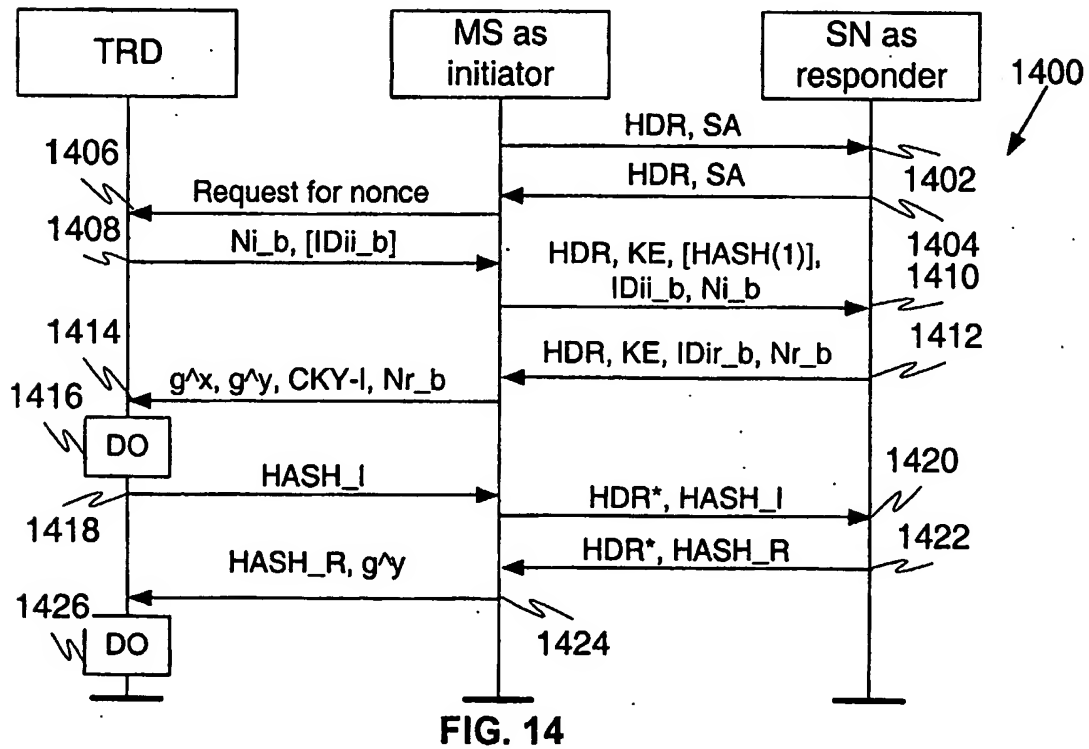 TRD
MS as
initiator
SN as
responder
1400
HDR, SA
1402
1406
HDR, SA
Request for nonce
1404
1408
Ni_b, [IDii_b]
HDR, KE, [HASH(1)],
IDii_b, Ni_b
1410
1412
1414
HDR, KE, IDir_b, Nr_b
g^x, g^y, CKY-I, Nr_b
1416
DO
HASH_I
1418
HDR*, HASH_I
1420
HDR*, HASH_R
1422
HASH_R, g^y
1424
1426
DO
FIG. 14